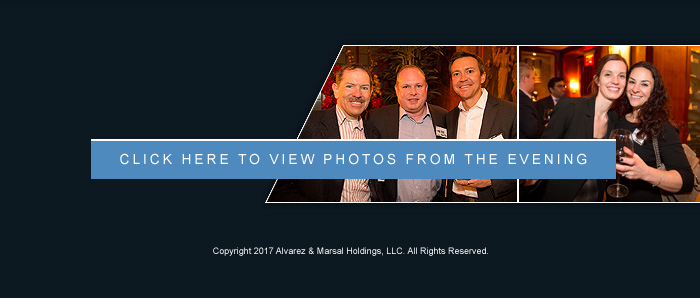 CLICK HERE TO VIEW PHOTOS FROM THE EVENING
Copyright 2017 Alvarez & Marsal Holdings, LLC. All Rights Reserved.